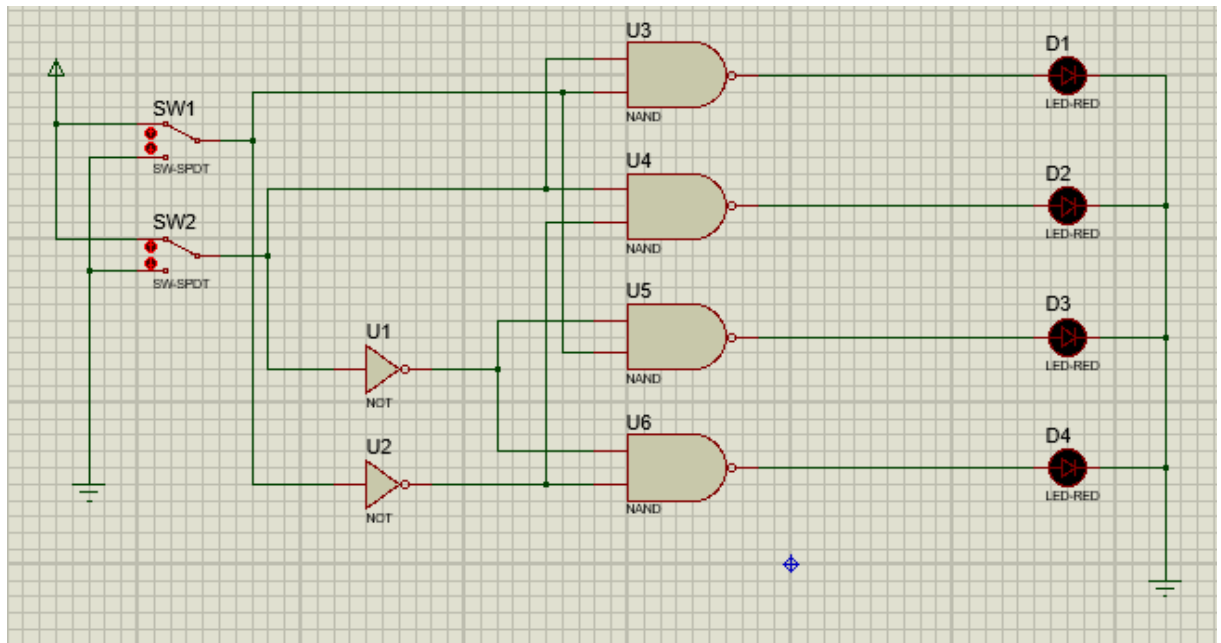 U3
NAND
D1
LED-RED
SW1
SW-SPDT
U4
NAND
D2
LED-RED
SW2
SW-SPDT
U5
NAND
D3
LED-RED
U1
NOT
U6
NAND
D4
LED-RED
U2
NOT